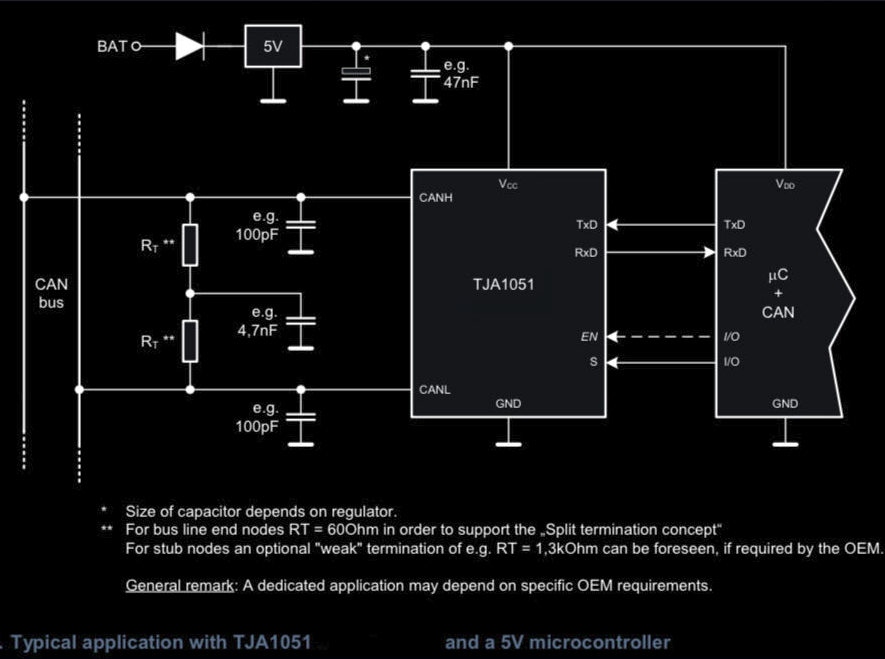 BAT
5V
*
e.g.
47nF
VCC
VDD
CANH
e.g.
100pF
TxD
TxD
RT **
RxD
RxD
CAN
bus
TJA1051
µC
+
CAN
e.g.
4,7nF
RT **
EN
I/O
S
I/O
CANL
GND
GND
e.g.
100pF
* Size of capacitor depends on regulator.
** For bus line end nodes RT = 60Ohm in order to support the „Split termination concept“
For stub nodes an optional "weak" termination of e.g. RT = 1,3kOhm can be foreseen, if required by the OEM.
General remark: A dedicated application may depend on specific OEM requirements.
. Typical application with TJA1051 and a 5V microcontroller